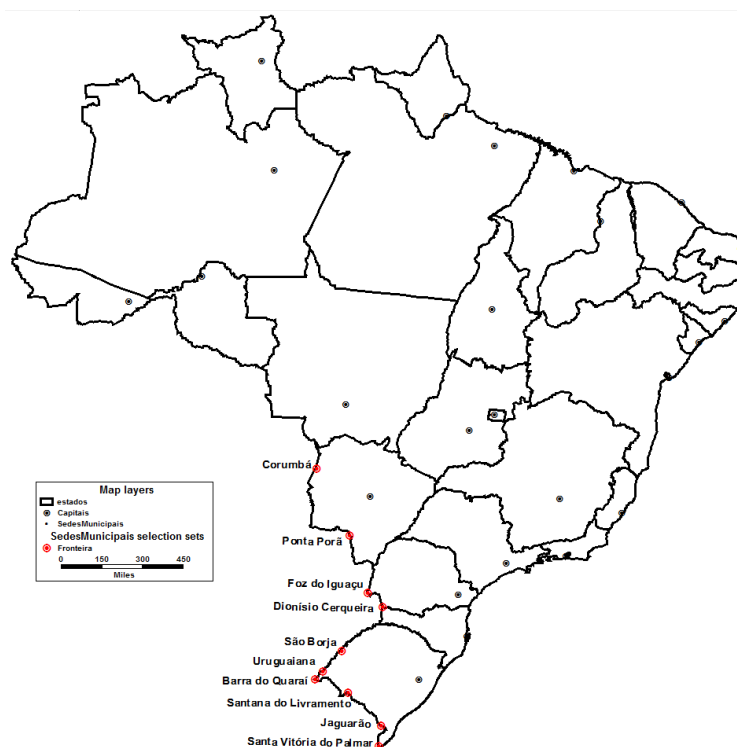 Corumbá
Map layers
estados
Capitais
SedesMunicipais
SedesMunicipais selection sets
Fronteira
0 150 300 450
Miles
Ponta Porã
Foz do Iguaçu
Dionísio Cerqueira
São Borja
Uruguaiana
Barra do Quaraí
Santana do Livramento
Jaguarão
Santa Vitória do Palmar